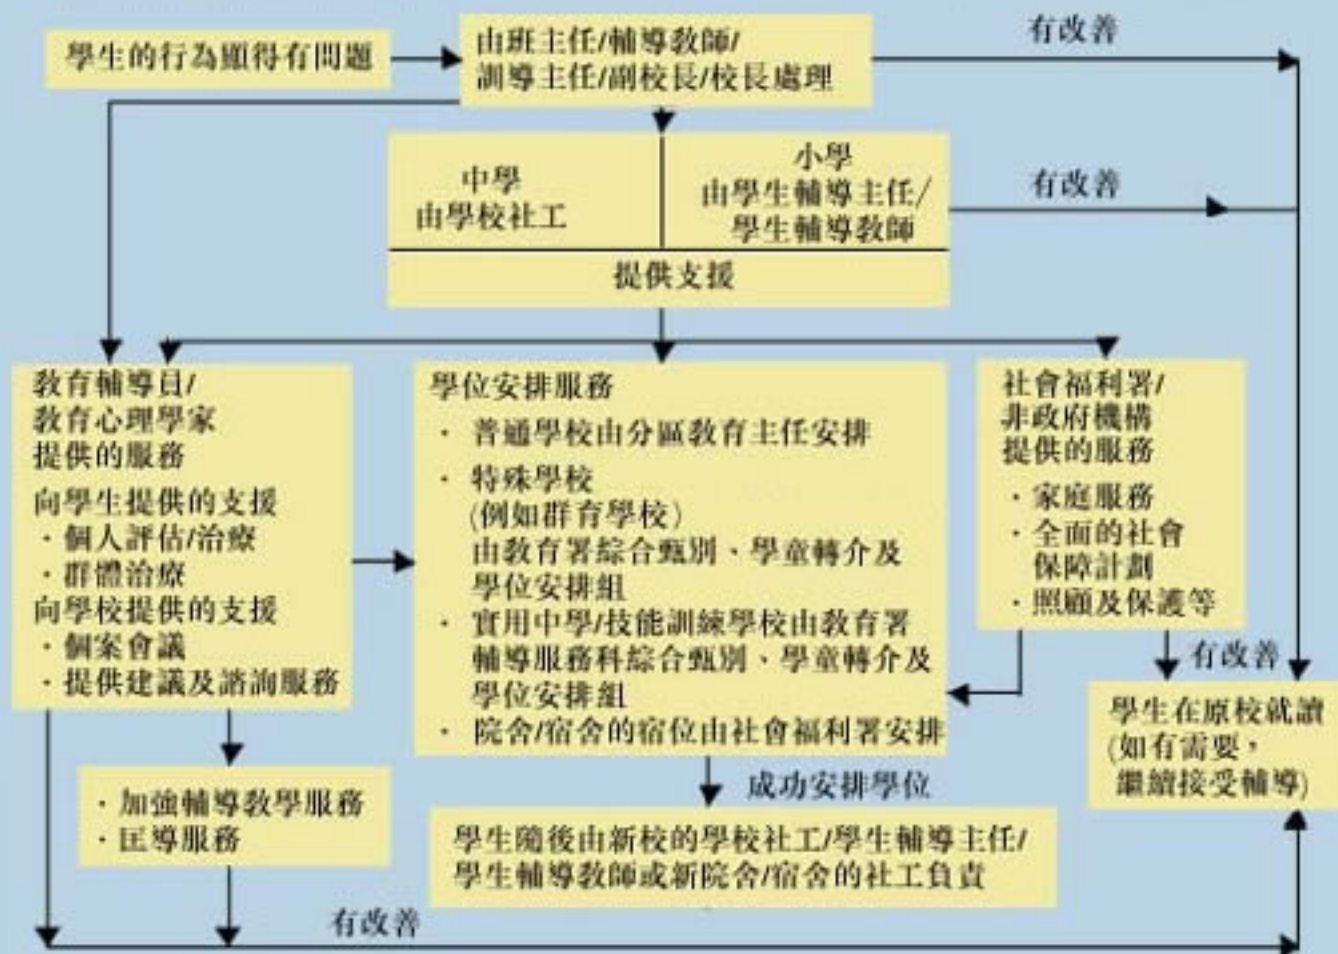 學生的行為顯得有問題
由班主任/輔導教師/
訓導主任/副校長/校長處理
有改善
中學
由學校社工
小學
由學生輔導主任/
學生輔導教師
有改善
提供支援
教育輔導員/
教育心理學家
提供的服務
向學生提供的支援
·個人評估/治療
·群體治療
向學校提供的支援
·個案會議
·提供建議及諮詢服務
學位安排服務
· 普通學校由分區教育主任安排
· 特殊學校
(例如群育學校)
由教育署綜合甄別、學童轉介及
學位安排組
· 實用中學/技能訓練學校由教育署
輔導服務科綜合甄別、學童轉介及
學位安排組
· 院舍/宿舍的宿位由社會福利署安排
社會福利署/
非政府機構
提供的服務
·家庭服務
·全面的社會
保障計劃
·照顧及保護等
有改善
學生在原校就讀
(如有需要,
繼續接受輔導)
·加強輔導教學服務
·匡導服務
成功安排學位
學生隨後由新校的學校社工/學生輔導主任/
學生輔導教師或新院舍/宿舍的社工負責
有改善